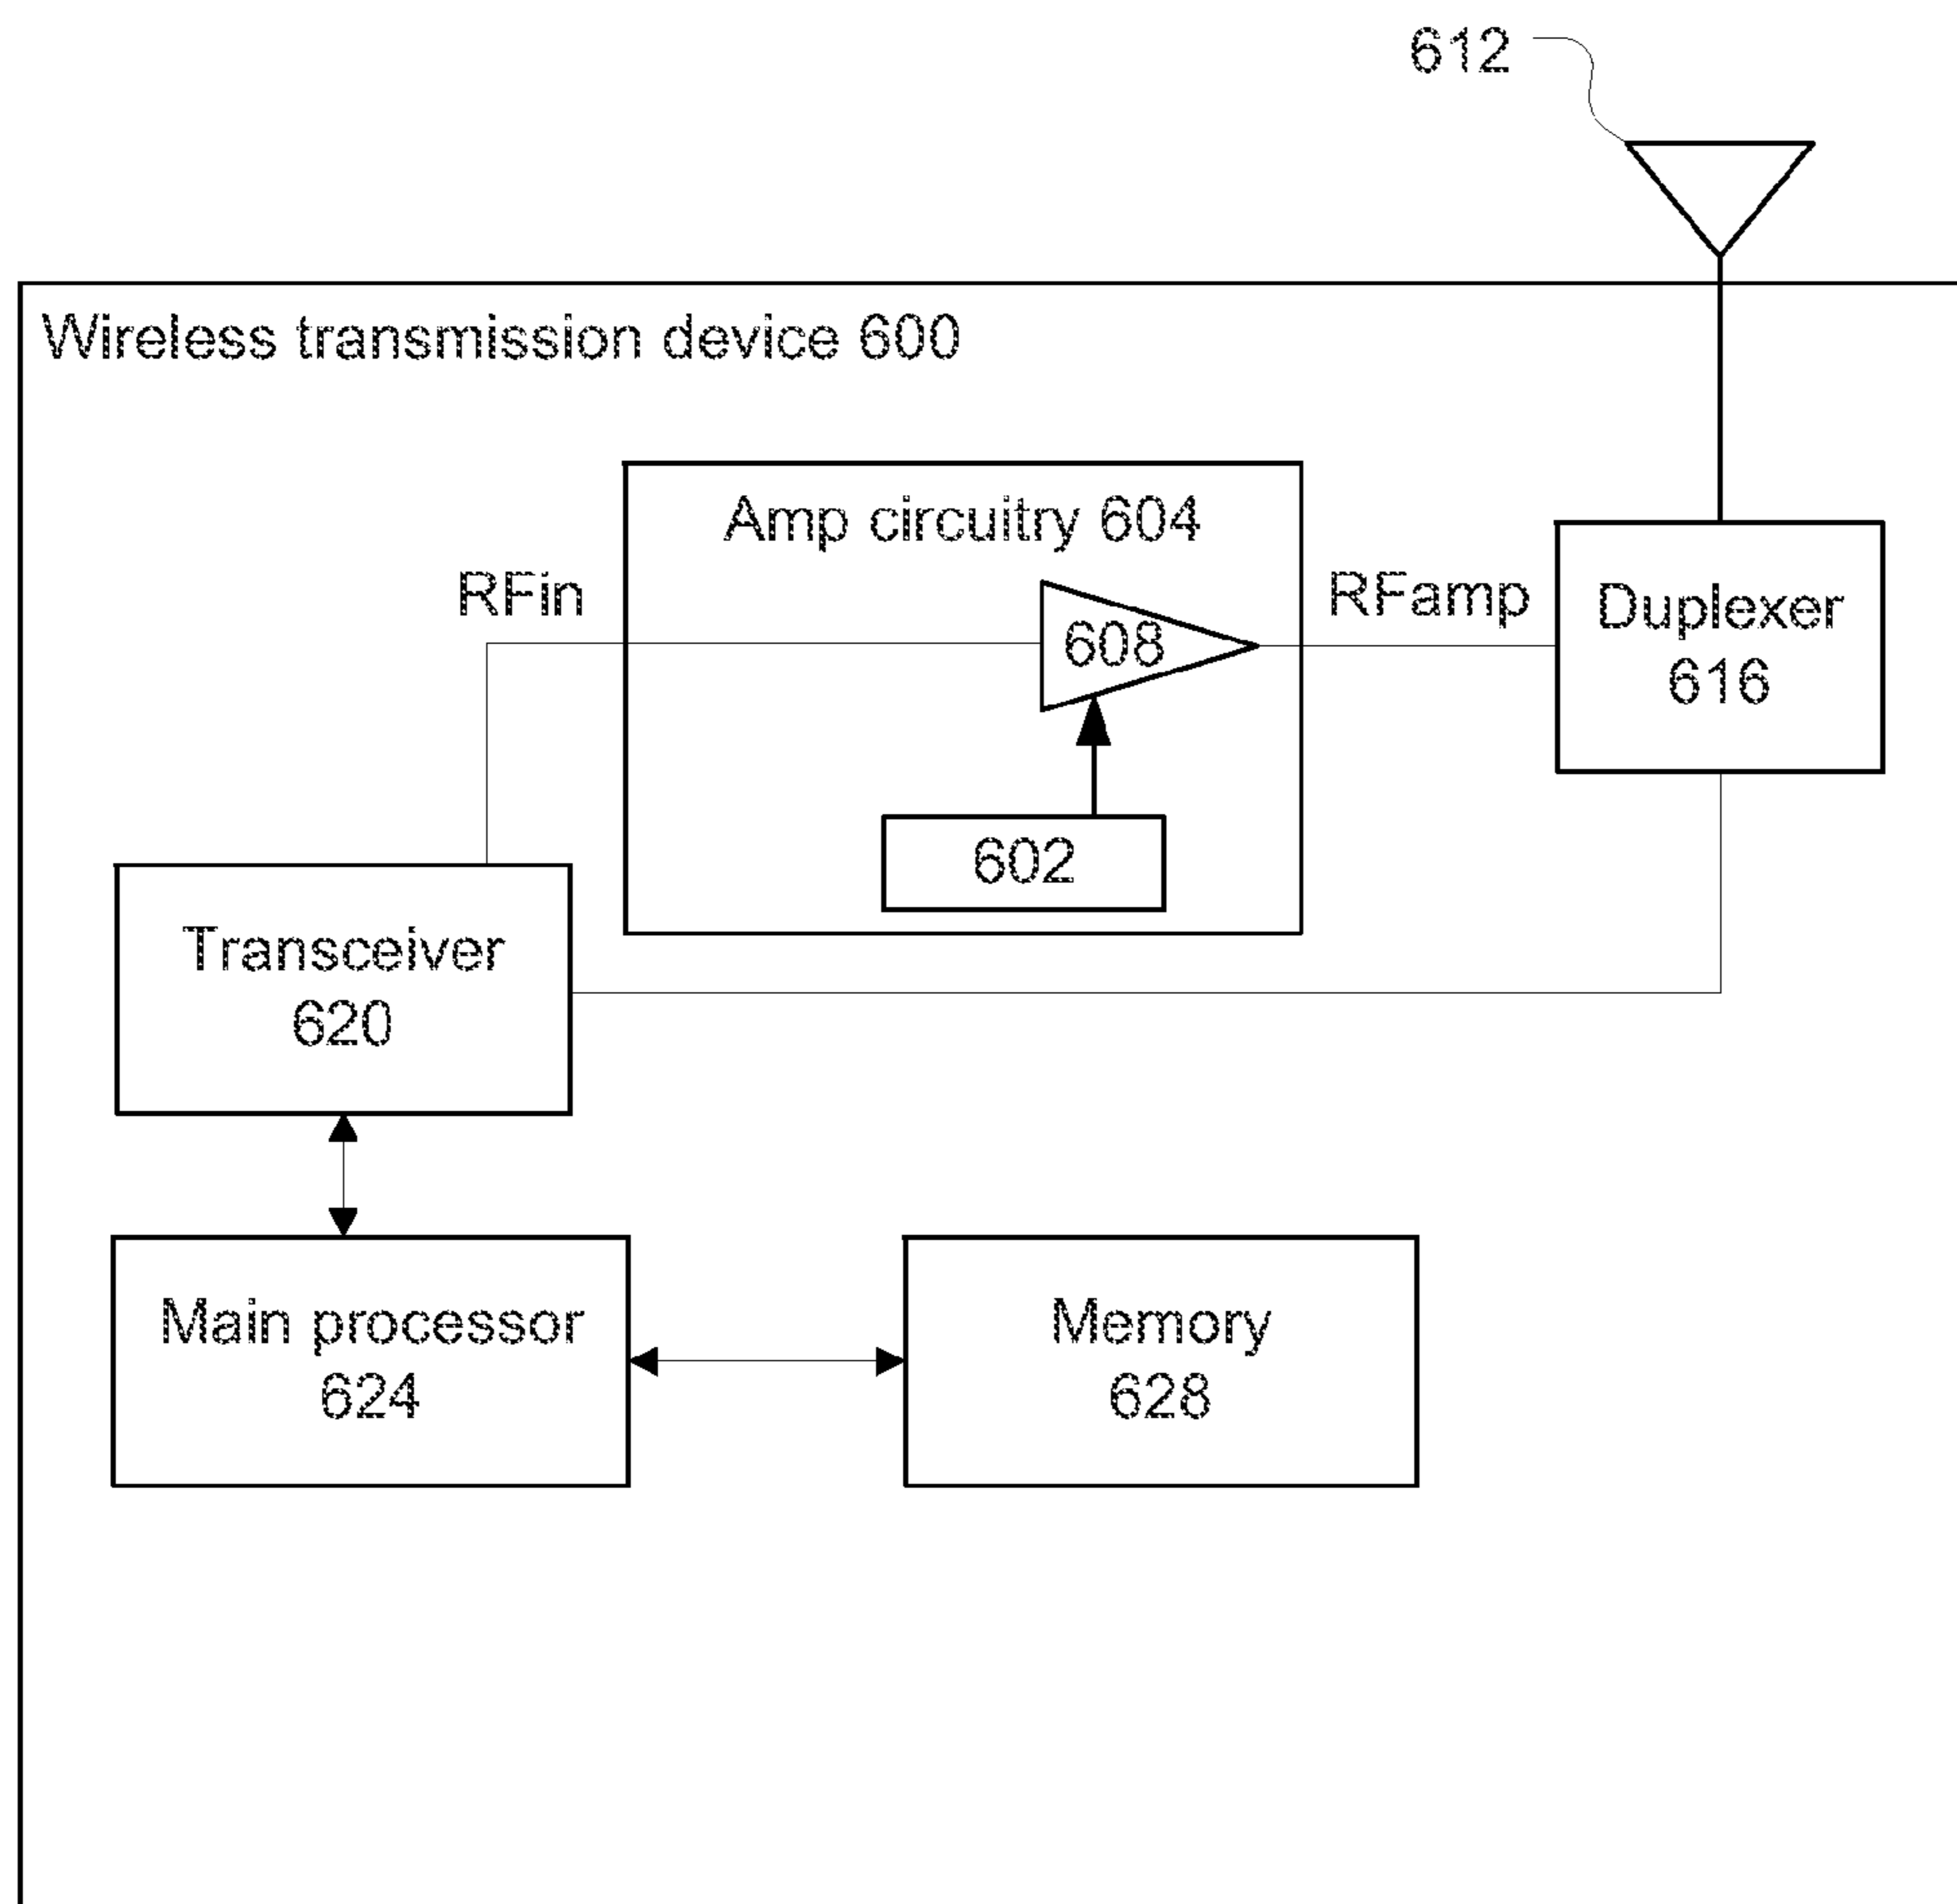 612
Wireless transmission device 600
Amp circuitry 604
RFin
608
RFamp
Duplexer
616
602
Transceiver
620
Main processor
624
Memory
628